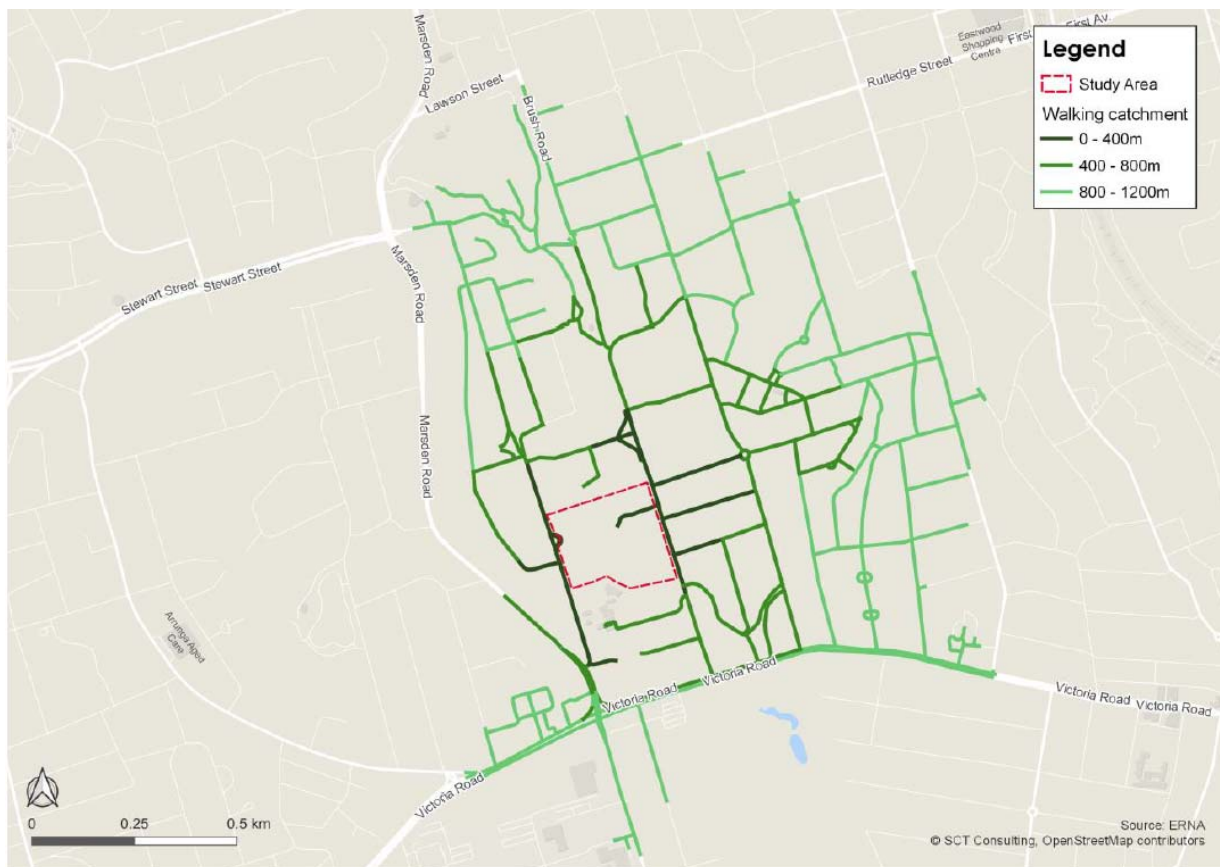 Marsden Road
Lawson Street
Brush Road
Eastwood
Shopping
Centre
First Av
First
Rutledge Street
Legend
Study Area
Walking catchment
0 - 400m
400 - 800m
800 - 1200m
Stewart Street
Stewart Street
Marsden Road
Marsden Road
Arrunga Aged
Care
Victoria Road
Victoria Road
Victoria Road
Victoria Road
Victoria Road
0
0.25
0.5 km
Source: ERNA
© SCT Consulting, OpenStreetMap contributors